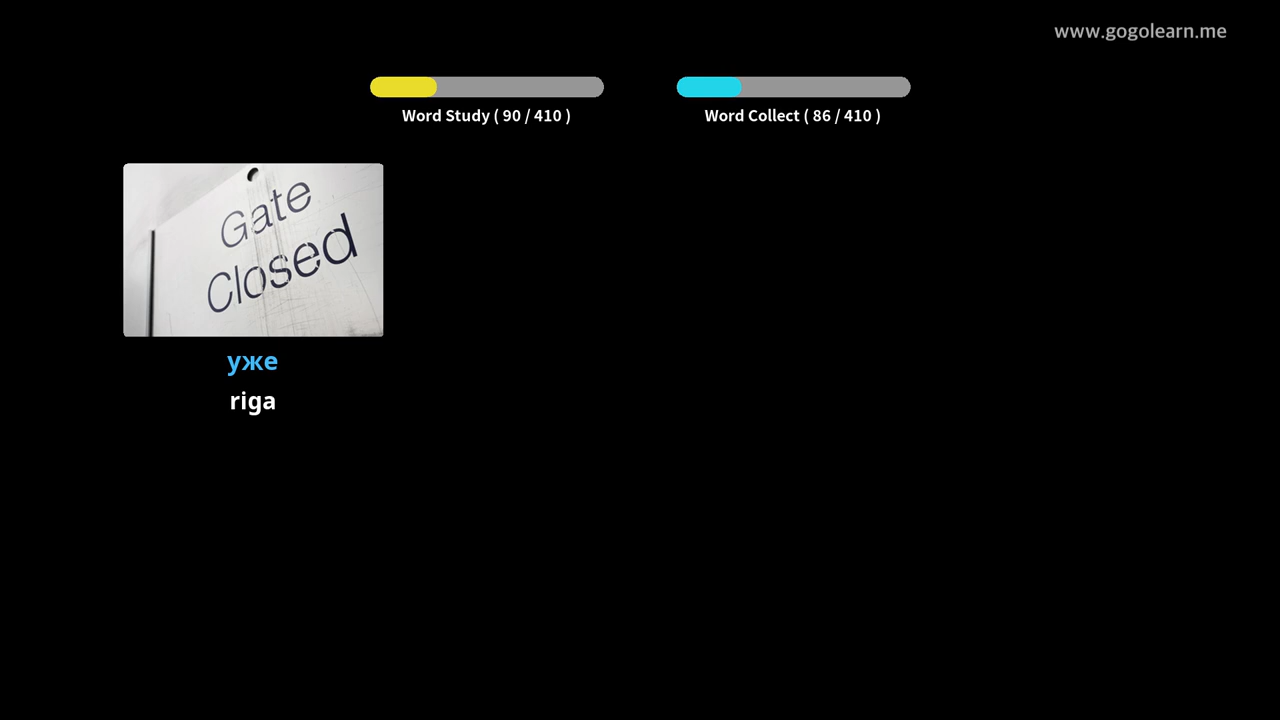 www.gogolearn.me
Word Study ( 90 / 410 )
Word Collect ( 86 / 410 )
Gate
Closed
уже
riga